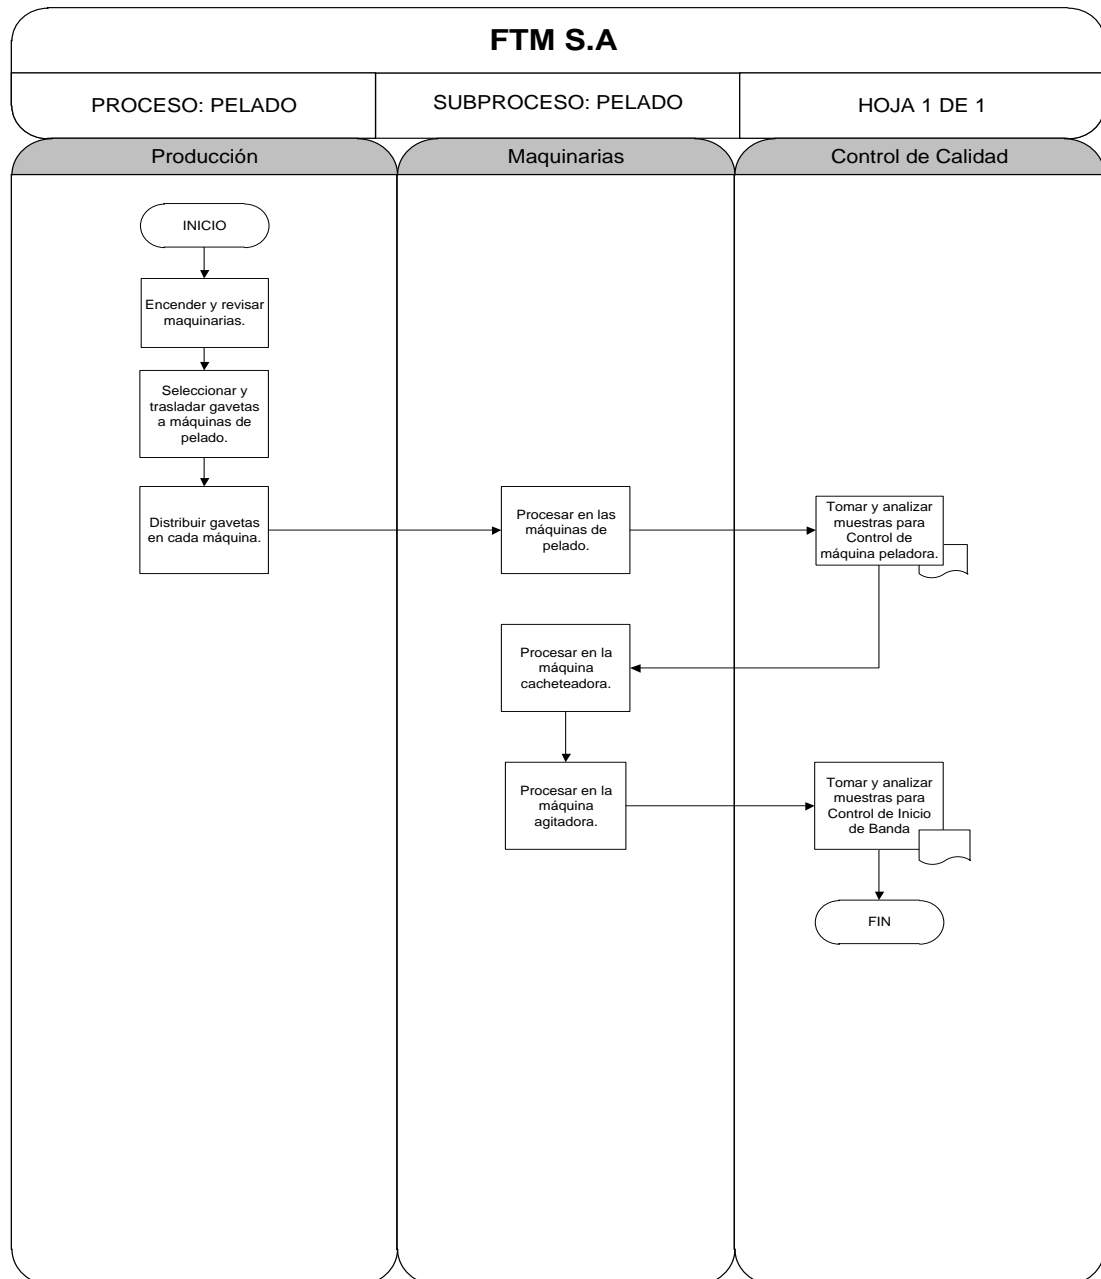 FTM S.A
PROCESO: PELADO
SUBPROCESO: PELADO
HOJA 1 DE 1
Producción
Maquinarias
Control de Calidad
INICIO
Encender y revisar
maquinarias.
Seleccionar y
trasladar gavetas
a máquinas de
pelado.
Distribuir gavetas
en cada máquina.
Procesar en las
máquinas de
pelado.
Tomar y analizar
muestras para
Control de
máquina peladora.
Procesar en la
máquina
cacheteadora.
Procesar en la
máquina
agitadora.
Tomar y analizar
muestras para
Control de Inicio
de Banda
FIN